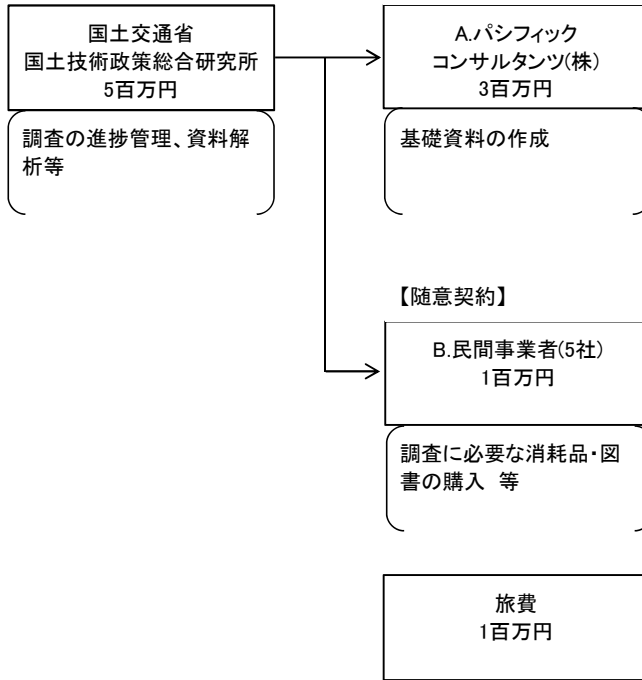 国土交通省
国土技術政策総合研究所
5百万円
調査の進捗管理、資料解
析等
A.パシフィック
コンサルタンツ(株)
3百万円
基礎資料の作成
【随意契約】
B.民間事業者(5社)
1百万円
調査に必要な消耗品・図
書の購入 等
旅費
1百万円